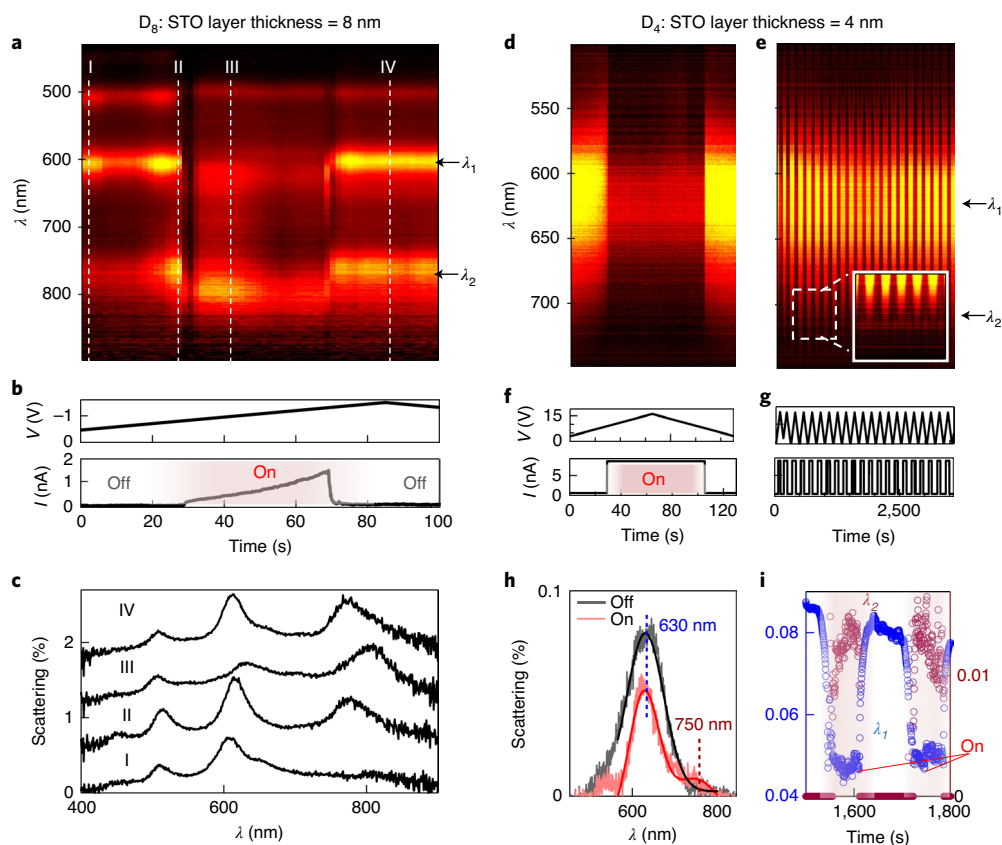 D8: STO layer thickness = 8 nm
D4: STO layer thickness = 4 nm
a
I
II
III
IV
500
600
700
800
λ (nm)
λ1
λ2
d
550
600
650
700
λ (nm)
e
λ1
λ2
b
V (V)
–1
0
I (nA)
2
1
0
Off
On
Off
0
20
40
60
80
100
Time (s)
f
V (V)
15
0
I (nA)
5
0
On
0
40
80
120
Time (s)
g
2,500
Time (s)
c
Scattering (%)
2
1
0
IV
III
II
I
400
600
800
λ (nm)
h
Scattering (%)
0.1
0
Off
On
630 nm
750 nm
600
800
λ (nm)
i
λ2
λ1
0.08
0.06
0.04
0.01
0
On
1,600
1,800
Time (s)